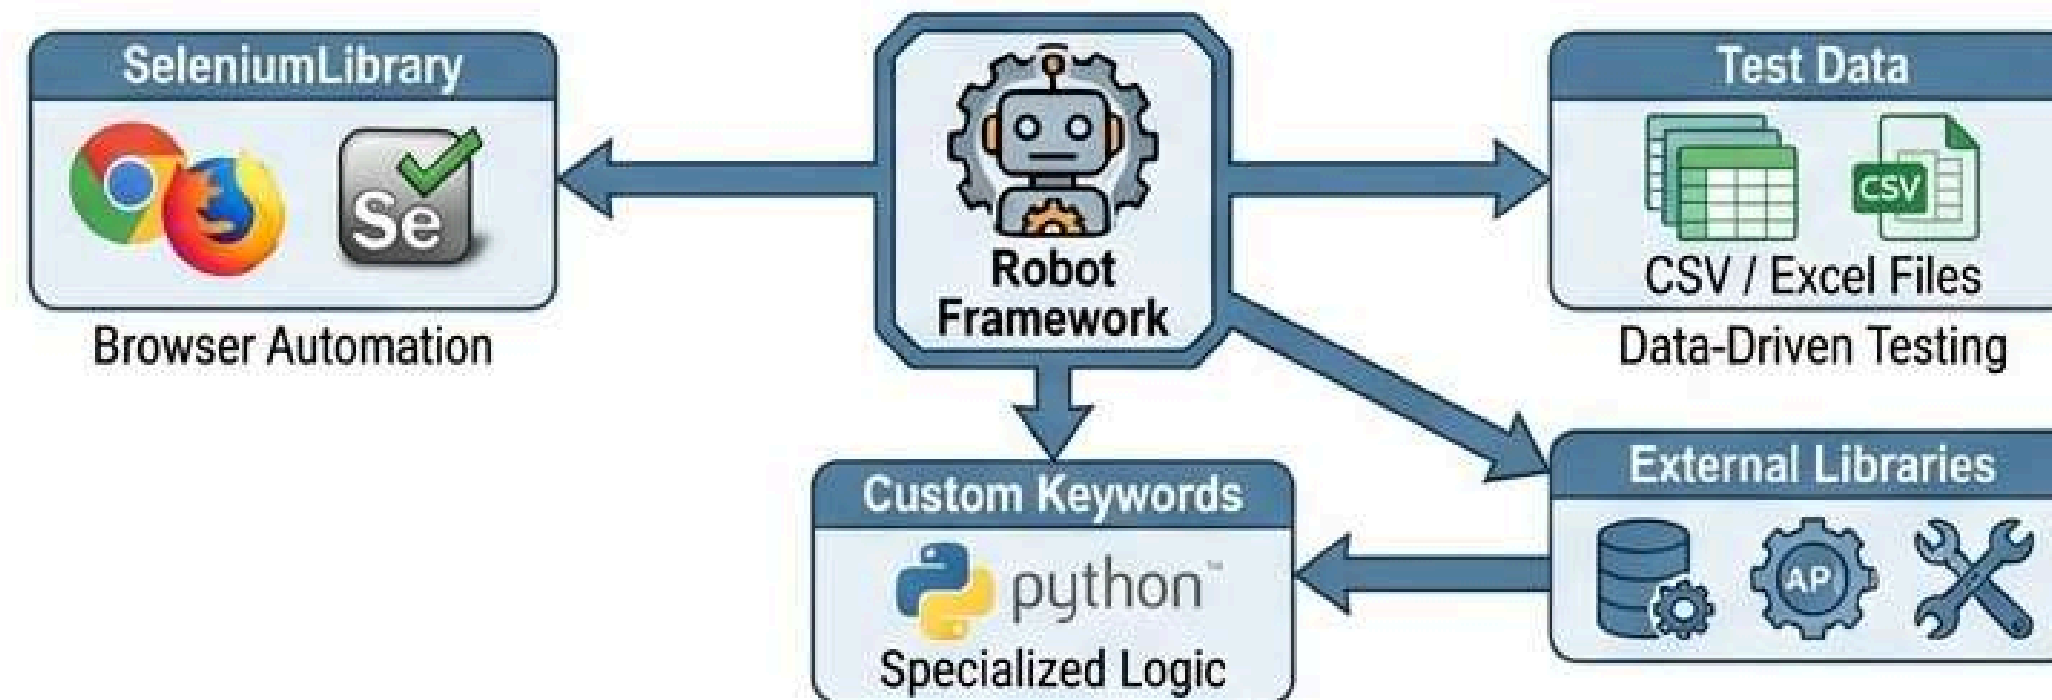 SeleniumLibrary
Se
Browser Automation
Robot
Framework
Test Data
CSV
CSV / Excel Files
Data-Driven Testing
Custom Keywords
python™
Specialized Logic
External Libraries
AP